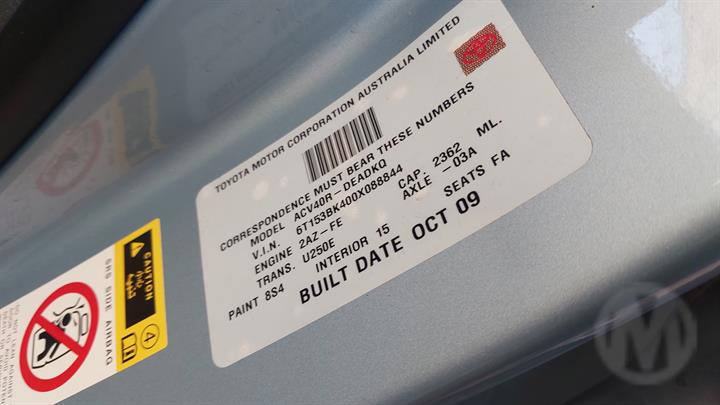 TOYOTA MOTOR CORPORATION AUSTRALIA LIMITED
CORRESPONDENCE MUST BEAR THESE NUMBERS
MODEL ACV40R-DEADKQ
V.I.N. 6T153BK400X088844
ENGINE 2AZ-FE CAP. 2362 ML.
TRANS. U250E AXLE -03A
PAINT 8S4 INTERIOR 15 SEATS FA
BUILT DATE OCT 09
CAUTION
SRS SIDE AIRBAG
4
M